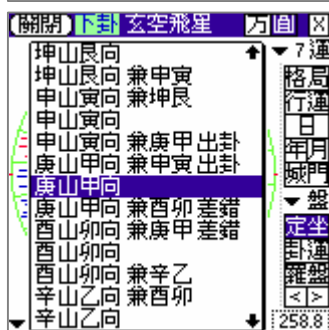 (開閉) 下卦 玄空飛星 万 圓 X
坤山艮向
坤山艮向 兼申寅
申山寅向 兼坤艮
申山寅向
申山寅向 兼庚甲 出卦
庚山甲向 兼申寅 出卦
庚山甲向
庚山甲向 兼酉卯 差錯
酉山卯向 兼庚甲 差錯
酉山卯向
酉山卯向 兼辛乙
辛山乙向 兼酉卯
辛山乙向
▼ 7 運
格局
行運
日
年月
城門
▼ 盤
定坐
卦運
羅盤
< | >
258.8